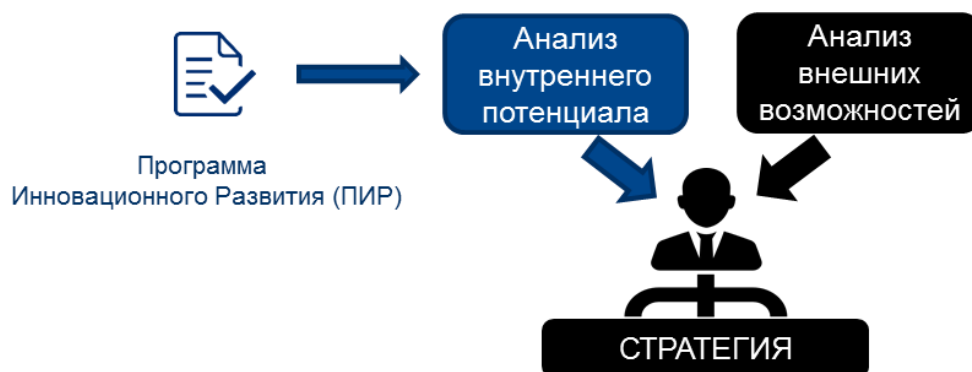 Программа
Инновационного Развития (ПИР)
Анализ
внутреннего
потенциала
Анализ
внешних
возможностей
СТРАТЕГИЯ